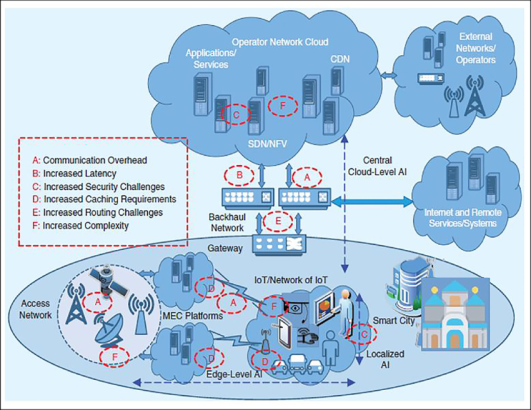 Operator Network Cloud
Applications/
Services
CDN
C
F
SDN/NFV
External
Networks/
Operators
A: Communication Overhead
B: Increased Latency
C: Increased Security Challenges
D: Increased Caching Requirements
E: Increased Routing Challenges
F: Increased Complexity
B
A
Central
Cloud-Level AI
Backhaul
Network
E
Internet and Remote
Services/Systems
Gateway
IoT/Network of IoT
Access
Network
A
D
A
F
MEC Platforms
Smart City
C
Localized
AI
F
D
D
Edge-Level AI